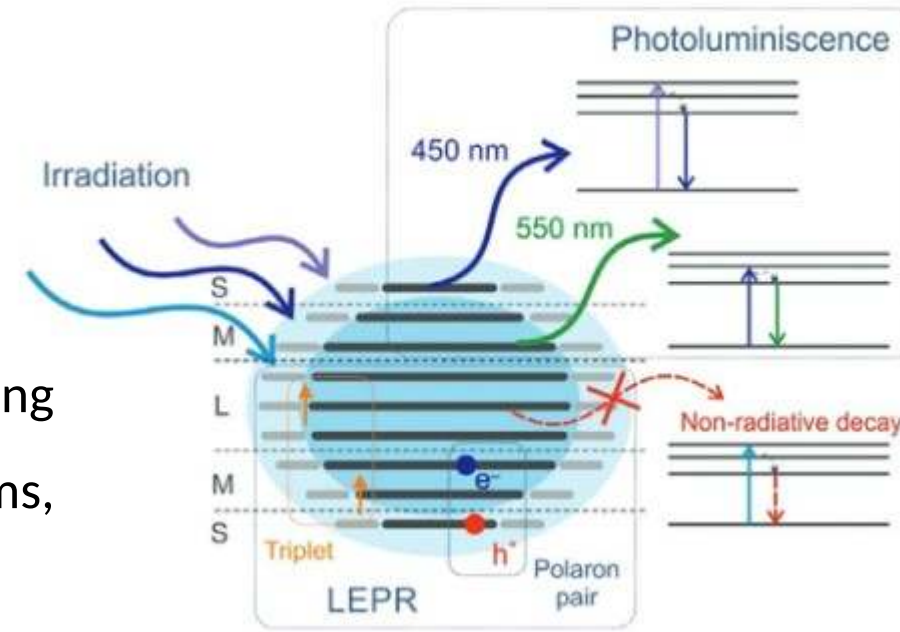 Photoluminiscence
450 nm
Irradiation
550 nm
S
M
L
M
S
ng
ns,
Non-radiative decay
e-
h+
Triplet
Polaron
pair
LEPR